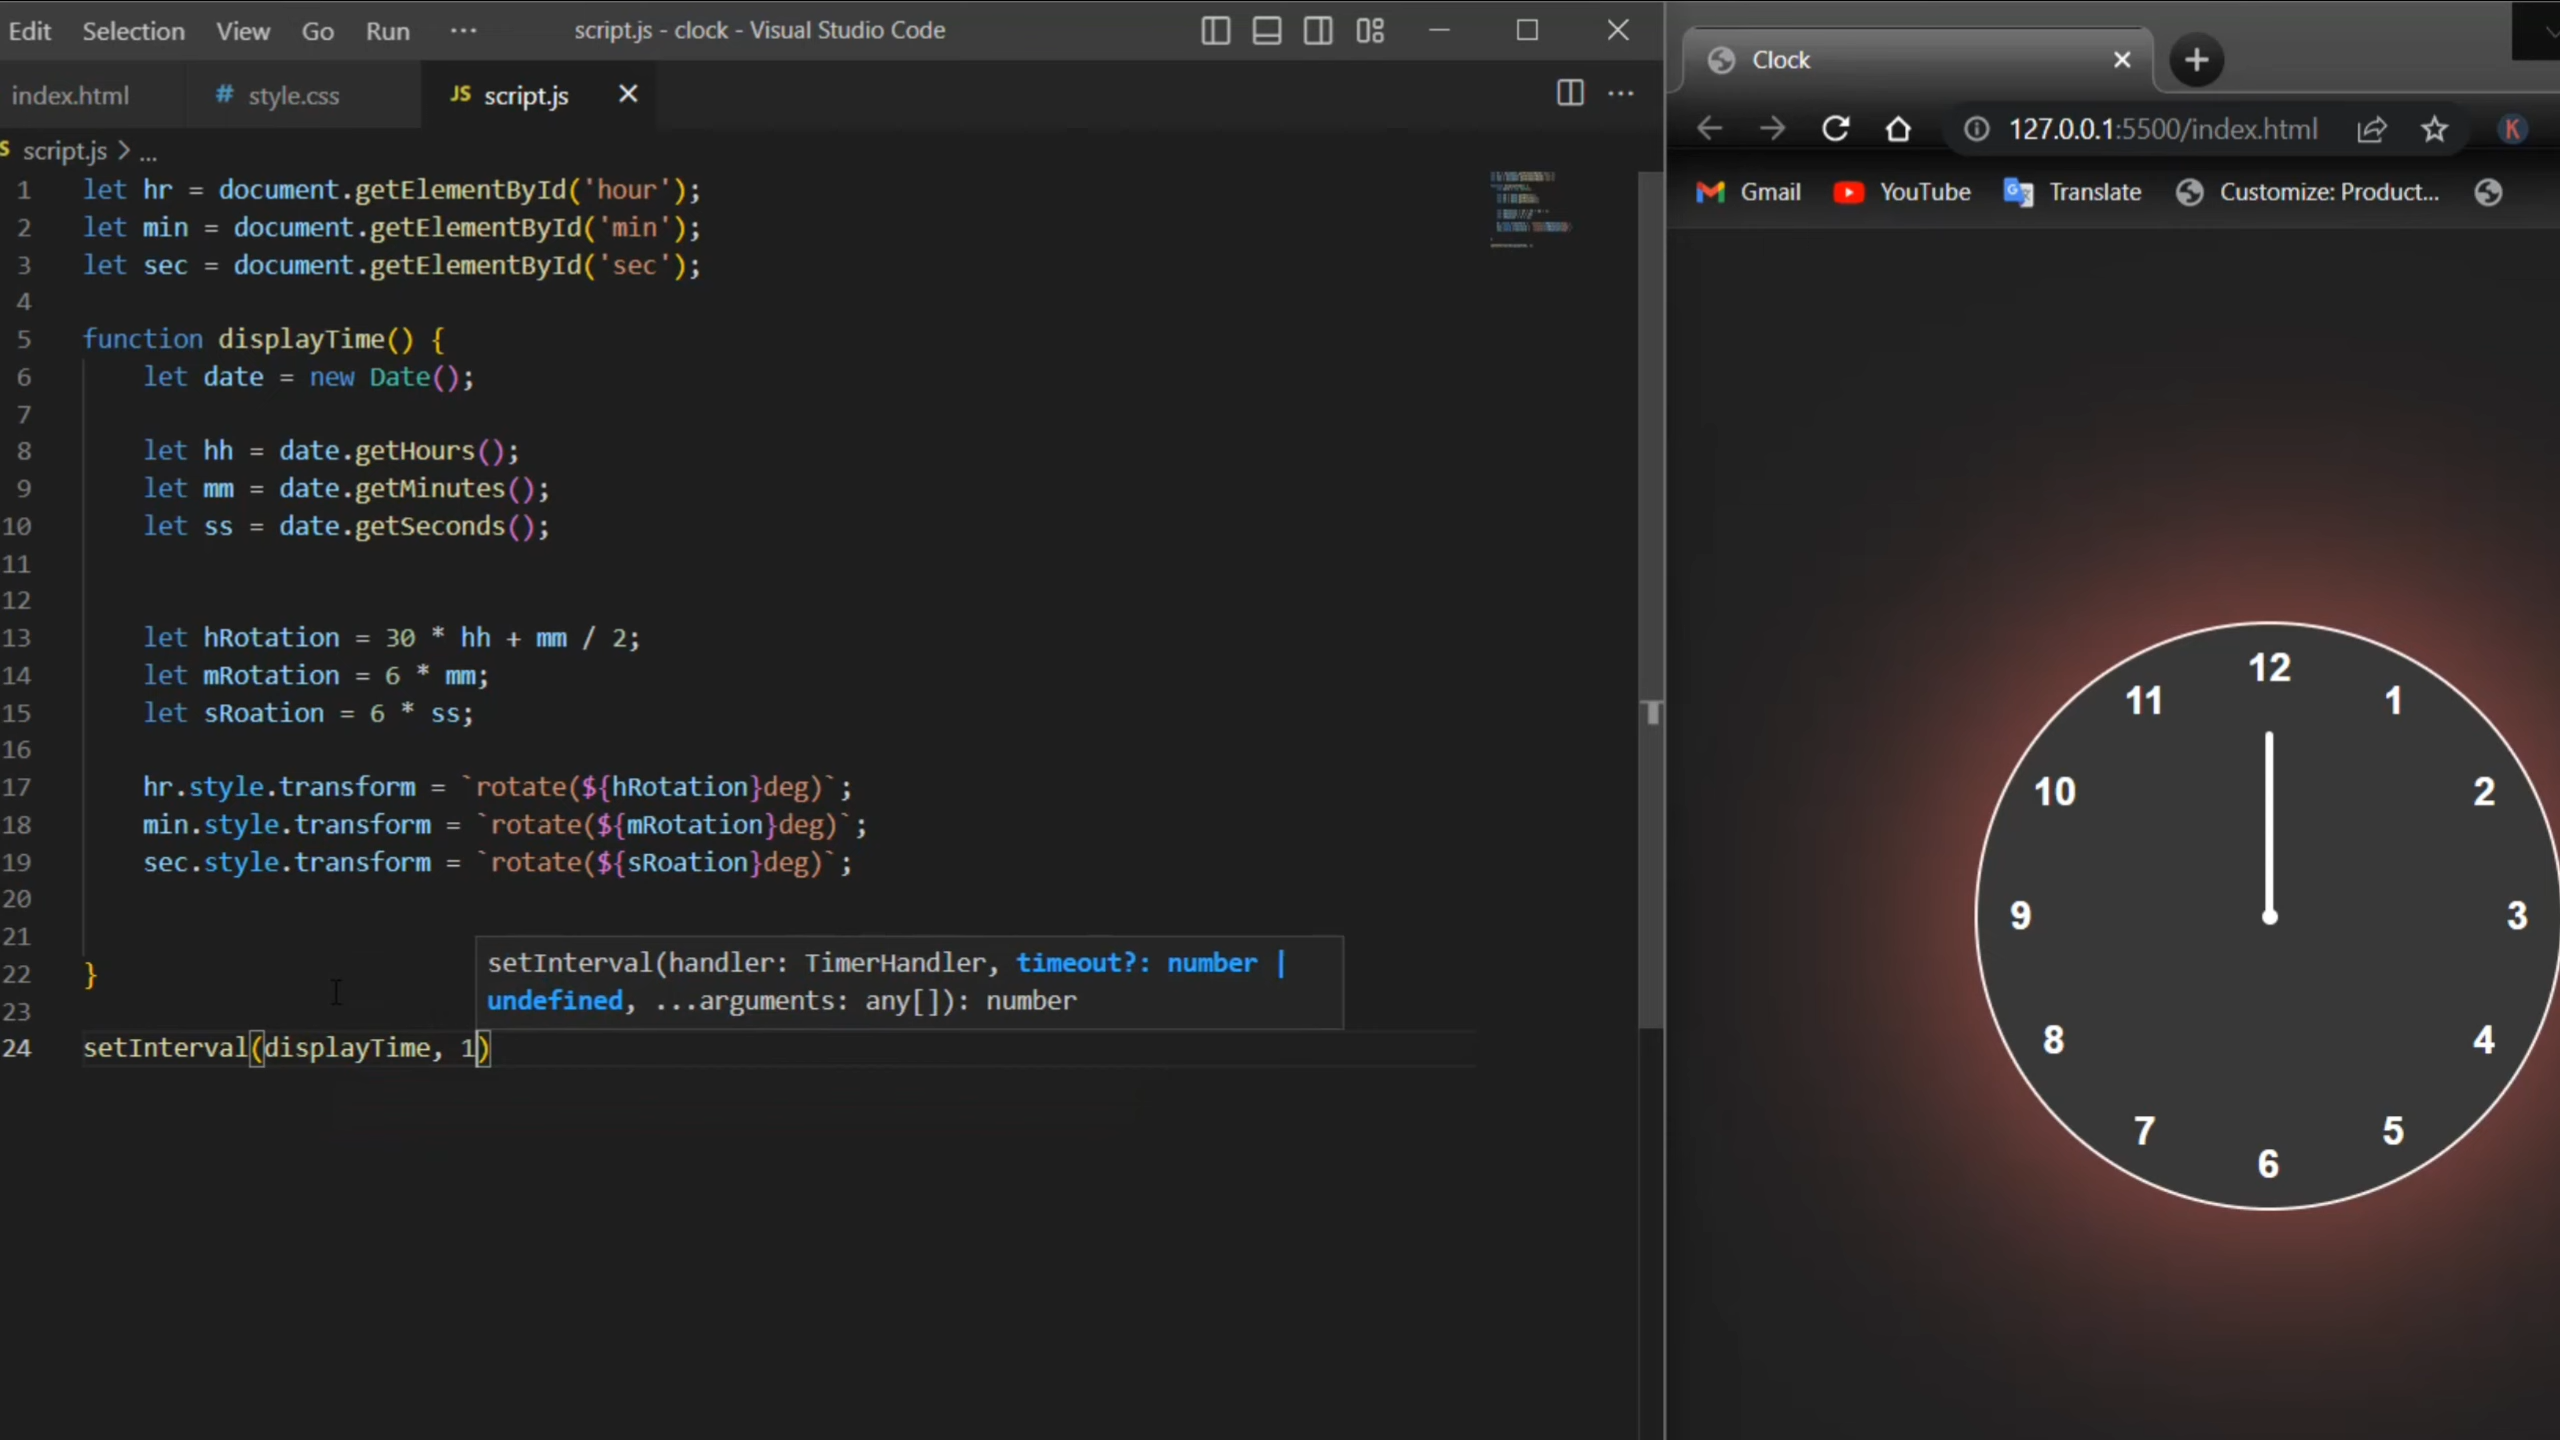 Edit Selection View Go Run ··· script.js - clock - Visual Studio Code
index.html # style.css JS script.js
script.js > ...
1 let hr = document.getElementById('hour');
2 let min = document.getElementById('min');
3 let sec = document.getElementById('sec');
4
5 function displayTime() {
6 let date = new Date();
7
8 let hh = date.getHours();
9 let mm = date.getMinutes();
10 let ss = date.getSeconds();
11
12
13 let hRotation = 30 * hh + mm / 2;
14 let mRotation = 6 * mm;
15 let sRoation = 6 * ss;
16
17 hr.style.transform = `rotate(${hRotation}deg)`;
18 min.style.transform = `rotate(${mRotation}deg)`;
19 sec.style.transform = `rotate(${sRoation}deg)`;
20
21
setInterval(handler: TimerHandler, timeout?: number |
undefined, ...arguments: any[]): number
22 }
23
24 setInterval(displayTime, 1)
Clock
127.0.0.1:5500/index.html K
Gmail YouTube Translate Customize: Product...
12
11 1
10 2
9 3
8 4
7 5
6